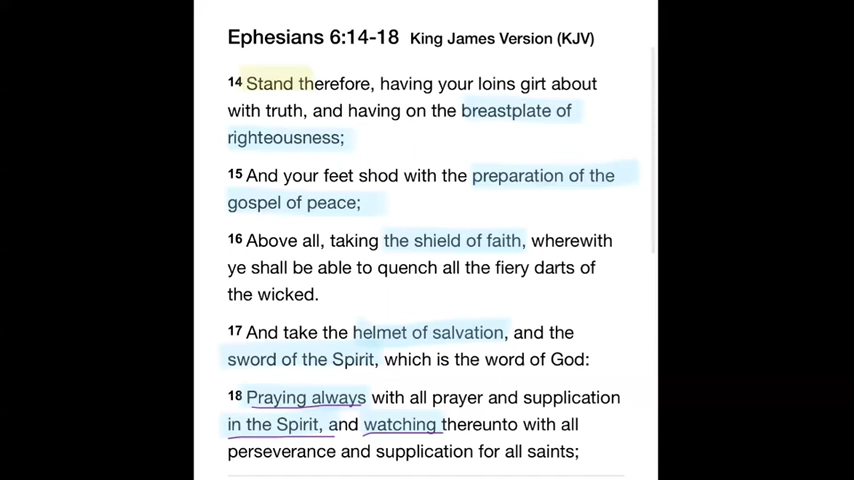 Ephesians 6:14-18 King James Version (KJV)
14 Stand therefore, having your loins girt about
with truth, and having on the breastplate of
righteousness;
15 And your feet shod with the preparation of the
gospel of peace;
16 Above all, taking the shield of faith, wherewith
ye shall be able to quench all the fiery darts of
the wicked.
17 And take the helmet of salvation, and the
sword of the Spirit, which is the word of God:
18 Praying always with all prayer and supplication
in the Spirit, and watching thereunto with all
perseverance and supplication for all saints;